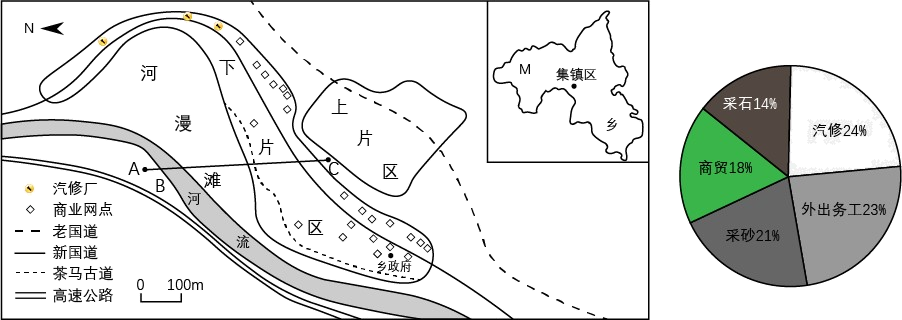 N
河
漫
滩
下
片
区
上
片
区
A
B
C
河
流
乡政府
汽修厂
商业网点
老国道
新国道
茶马古道
高速公路
0 100m
M
集镇区
乡
采石14%
汽修24%
商贸18%
外出务工23%
采砂21%